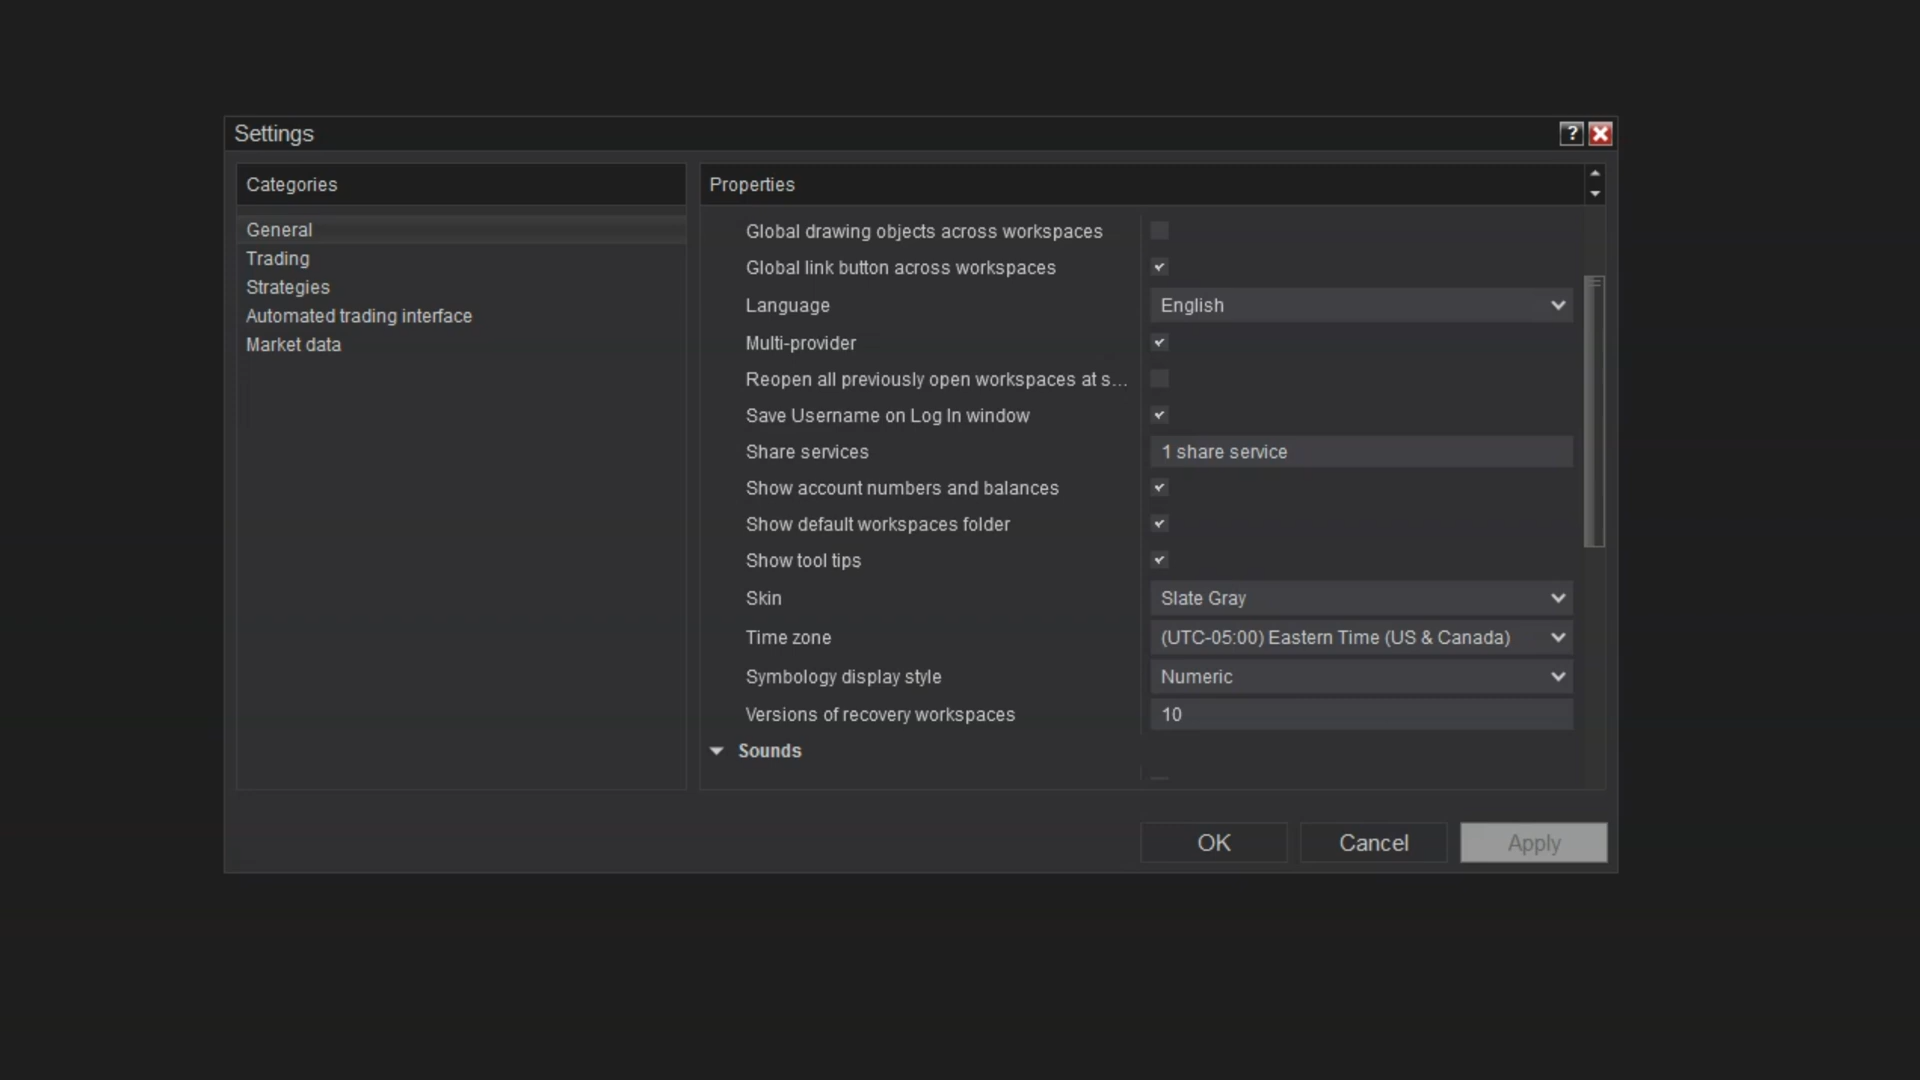 Settings
?
Categories
General
Trading
Strategies
Automated trading interface
Market data
Properties
Global drawing objects across workspaces
Global link button across workspaces
Language English
Multi-provider
Reopen all previously open workspaces at s...
Save Username on Log In window
Share services 1 share service
Show account numbers and balances
Show default workspaces folder
Show tool tips
Skin Slate Gray
Time zone (UTC-05:00) Eastern Time (US & Canada)
Symbology display style Numeric
Versions of recovery workspaces 10
Sounds
OK Cancel Apply